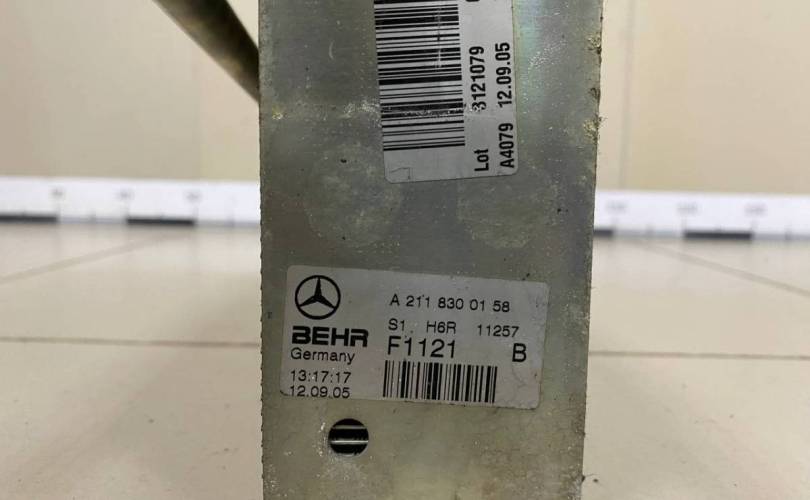 Lot 8121079
A4079 12.09.05
A 211 830 01 58
S1 H6R 11257
BEHR
F1121 B
Germany
13:17:17
12.09.05